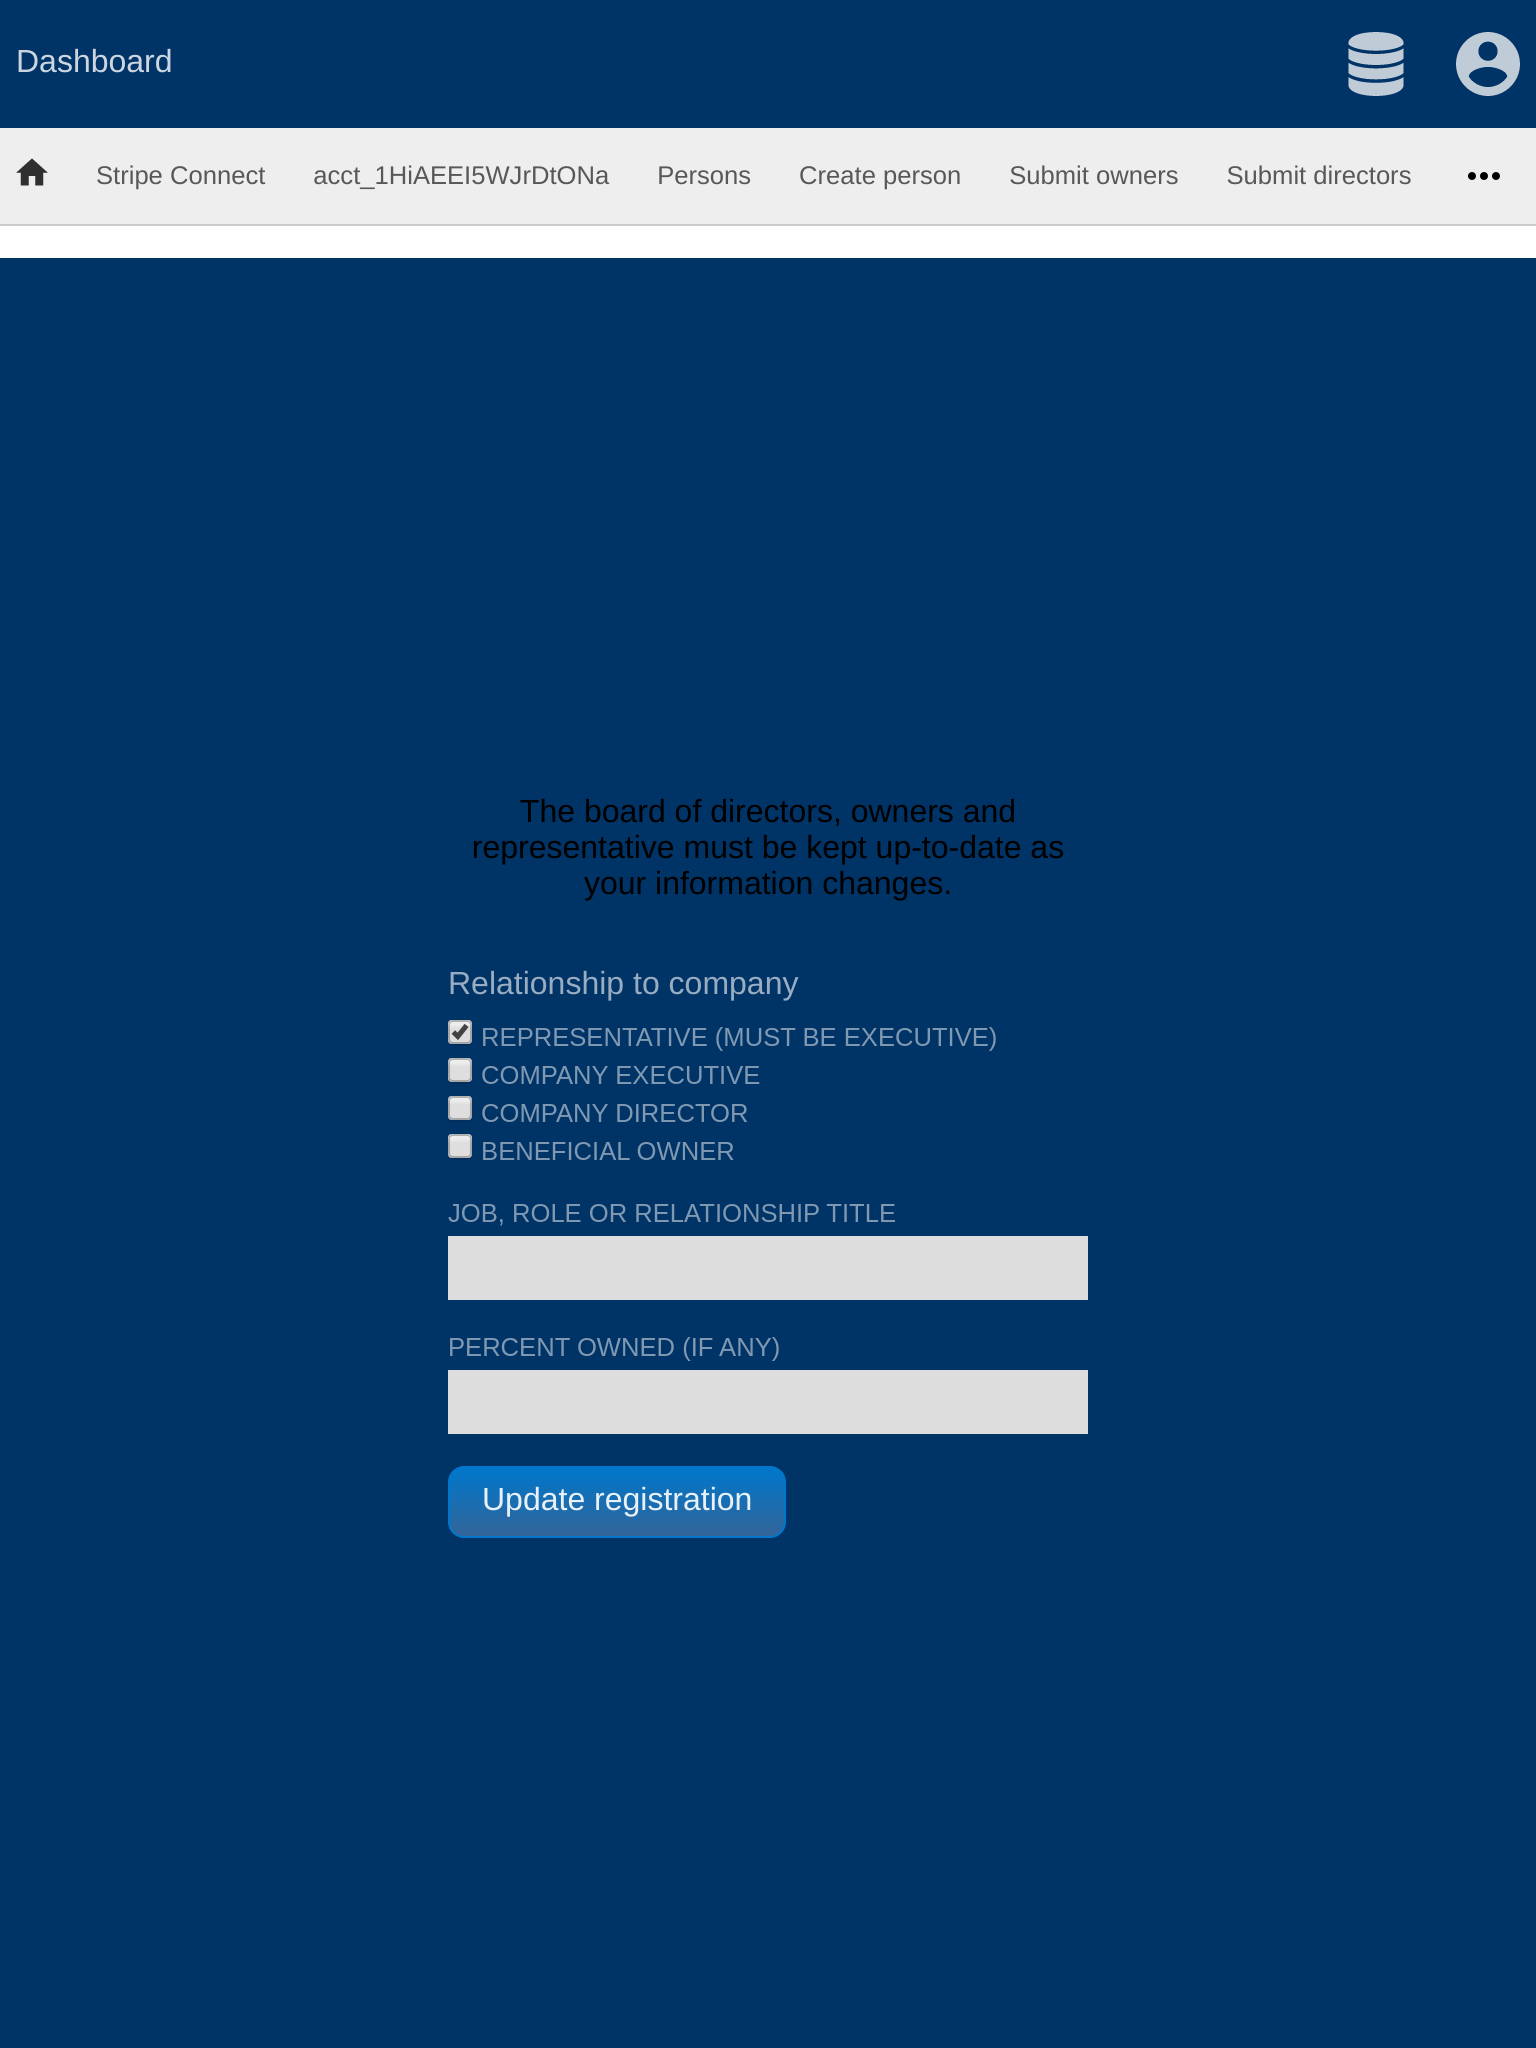 Dashboard
Stripe Connect acct_1HiAEEI5WJrDtONa Persons Create person Submit owners Submit directors
The board of directors, owners and
representative must be kept up-to-date as
your information changes.
Relationship to company
REPRESENTATIVE (MUST BE EXECUTIVE)
COMPANY EXECUTIVE
COMPANY DIRECTOR
BENEFICIAL OWNER
JOB, ROLE OR RELATIONSHIP TITLE
PERCENT OWNED (IF ANY)
Update registration